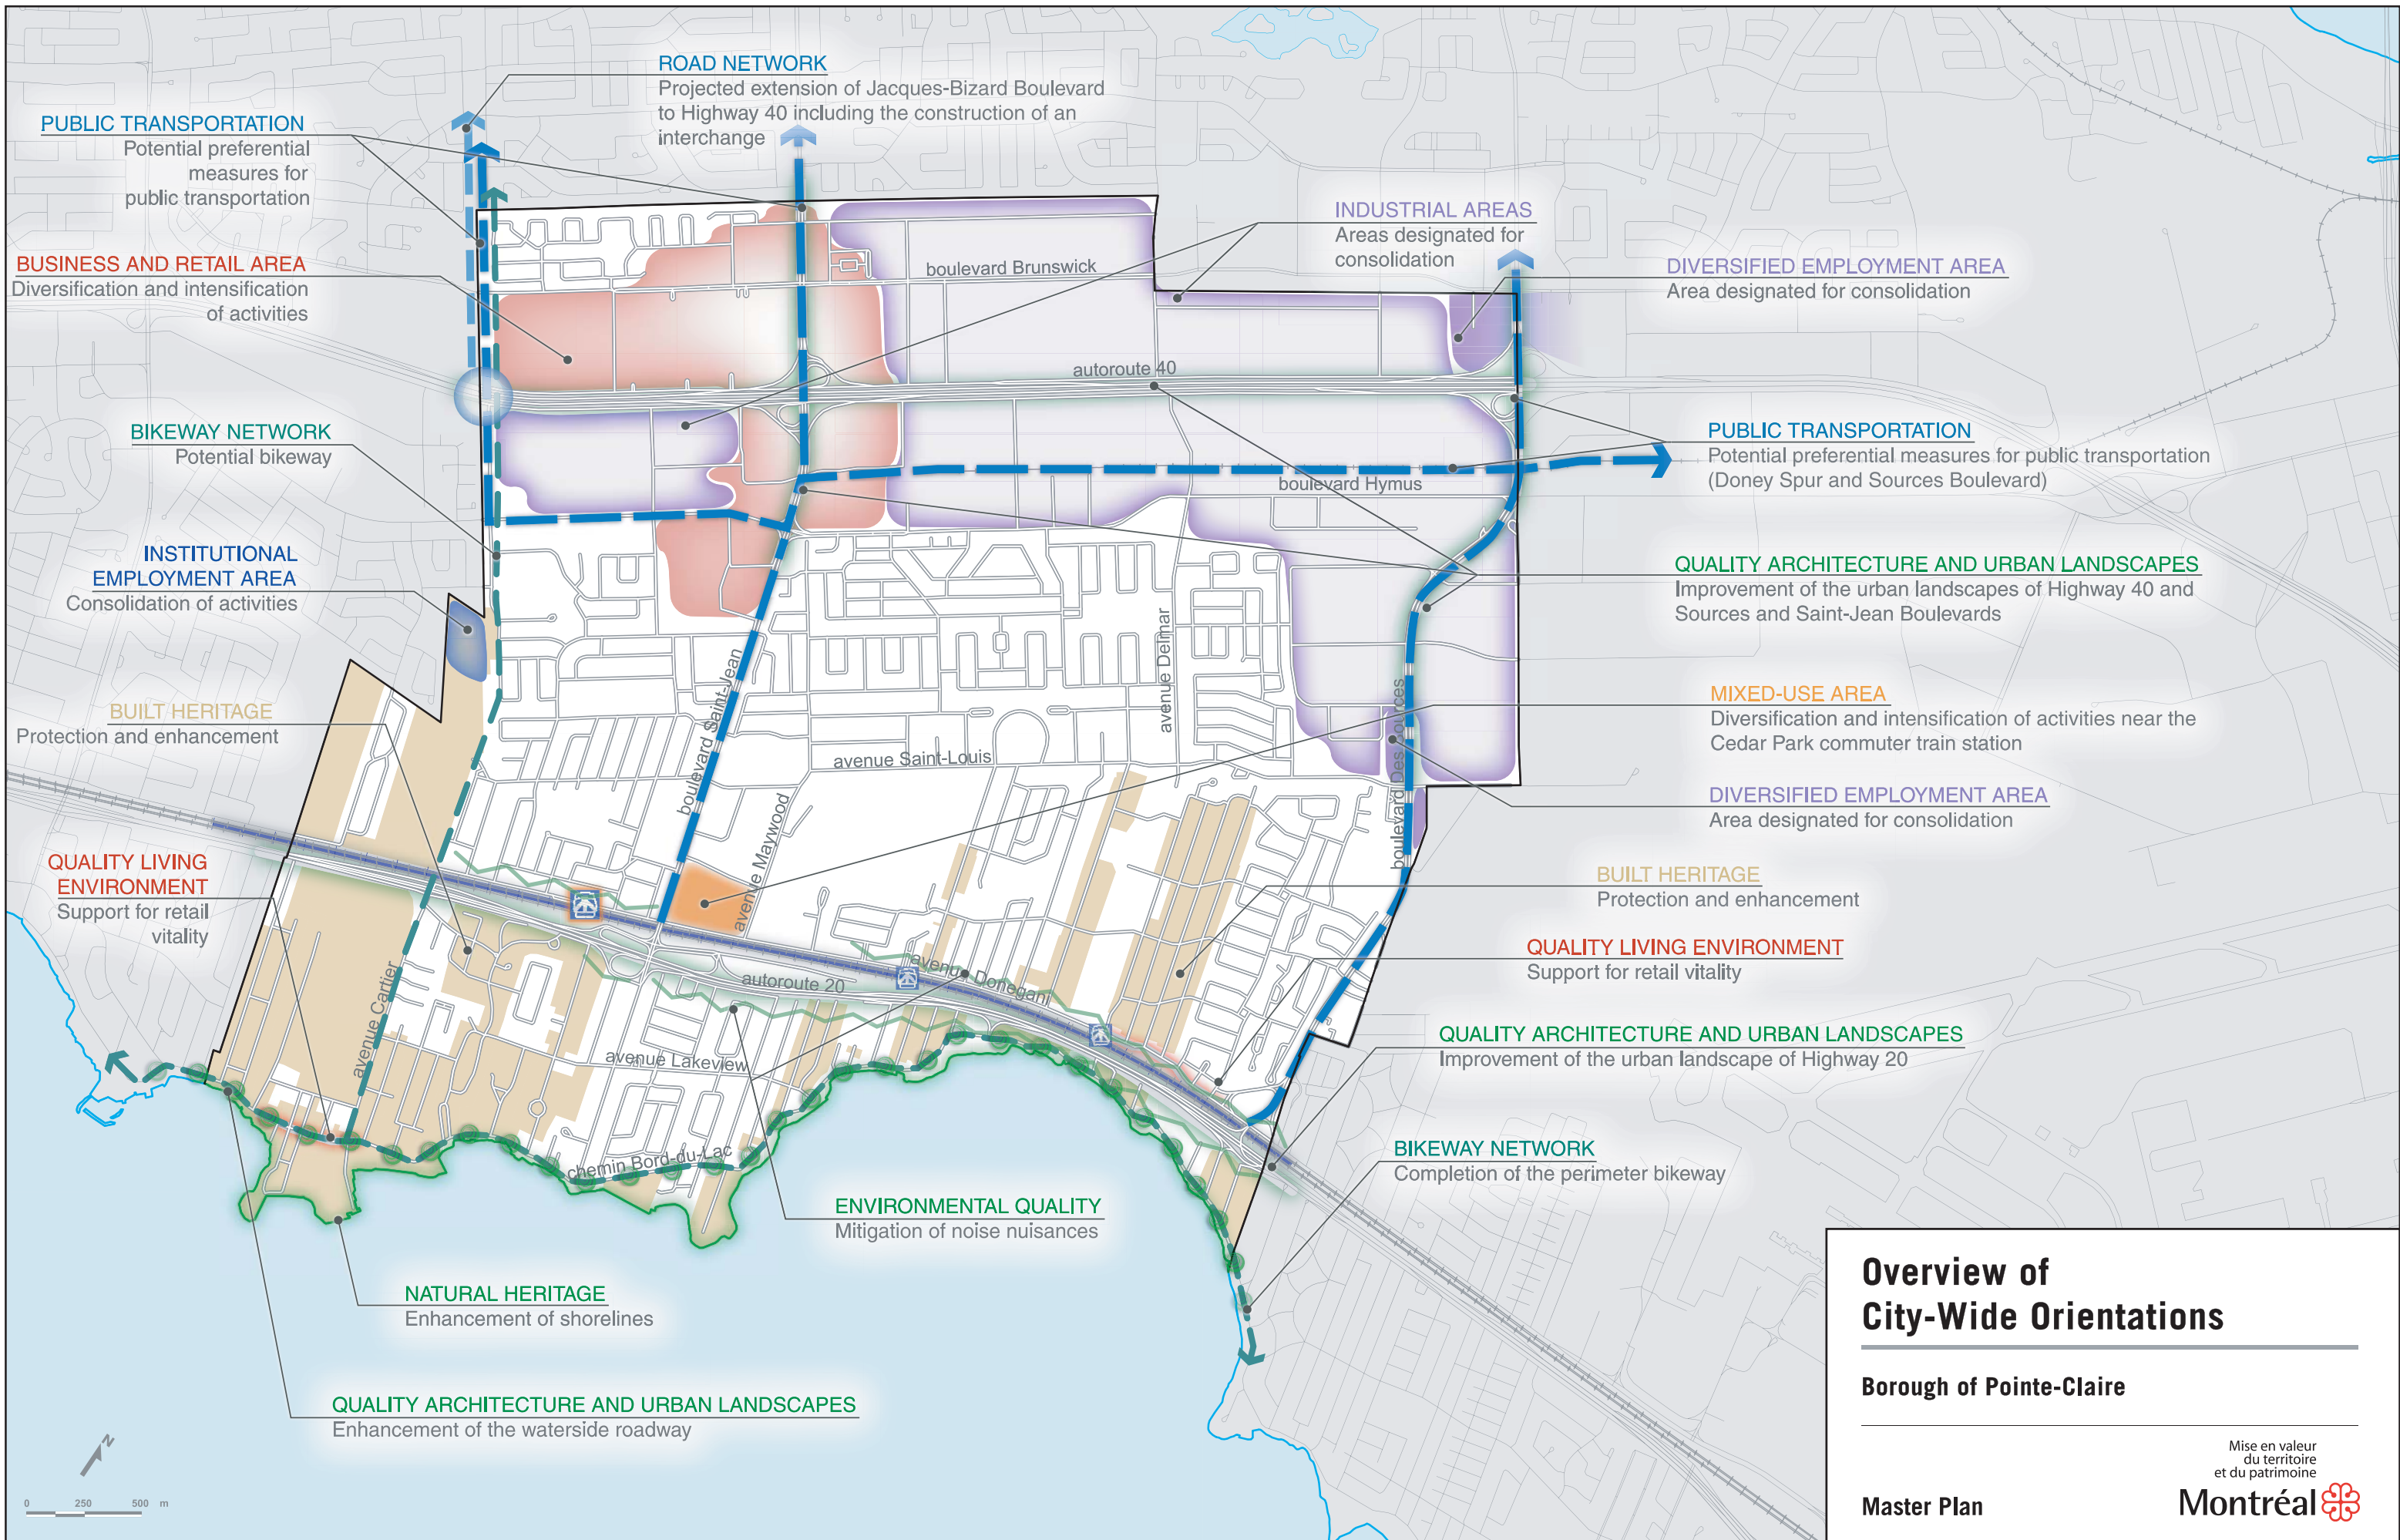 ROAD NETWORK
Projected extension of Jacques-Bizard Boulevard
to Highway 40 including the construction of an
interchange
PUBLIC TRANSPORTATION
Potential preferential
measures for
public transportation
BUSINESS AND RETAIL AREA
Diversification and intensification
of activities
BIKEWAY NETWORK
Potential bikeway
INSTITUTIONAL
EMPLOYMENT AREA
Consolidation of activities
BUILT HERITAGE
Protection and enhancement
QUALITY LIVING
ENVIRONMENT
Support for retail
vitality
INDUSTRIAL AREAS
Areas designated for
consolidation
DIVERSIFIED EMPLOYMENT AREA
Area designated for consolidation
PUBLIC TRANSPORTATION
Potential preferential measures for public transportation
(Doney Spur and Sources Boulevard)
QUALITY ARCHITECTURE AND URBAN LANDSCAPES
Improvement of the urban landscapes of Highway 40 and
Sources and Saint-Jean Boulevards
MIXED-USE AREA
Diversification and intensification of activities near the
Cedar Park commuter train station
DIVERSIFIED EMPLOYMENT AREA
Area designated for consolidation
BUILT HERITAGE
Protection and enhancement
QUALITY LIVING ENVIRONMENT
Support for retail vitality
QUALITY ARCHITECTURE AND URBAN LANDSCAPES
Improvement of the urban landscape of Highway 20
BIKEWAY NETWORK
Completion of the perimeter bikeway
ENVIRONMENTAL QUALITY
Mitigation of noise nuisances
NATURAL HERITAGE
Enhancement of shorelines
QUALITY ARCHITECTURE AND URBAN LANDSCAPES
Enhancement of the waterside roadway
boulevard Brunswick
autoroute 40
boulevard Hymus
boulevard Saint-Jean
avenue Delmar
avenue Saint-Louis
boulevard Des Sources
avenue Maywood
avenue Donegani
autoroute 20
avenue Cartier
avenue Lakeview
chemin Bord-du-Lac
N
0 250 500 m
Overview of
City-Wide Orientations
Borough of Pointe-Claire
Mise en valeur
du territoire
et du patrimoine
Master Plan
Montréal